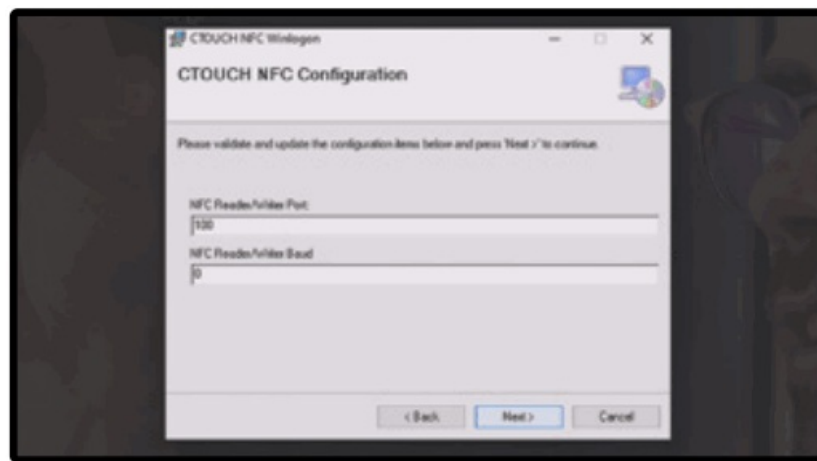 CTOUCH NFC Winlogon
CTOUCH NFC Configuration
Please validate and update the configuration items below and press 'Next >' to continue.
NFC Reader/Writer Port:
100
NFC Reader/Writer Baud
0
< Back
Next >
Cancel